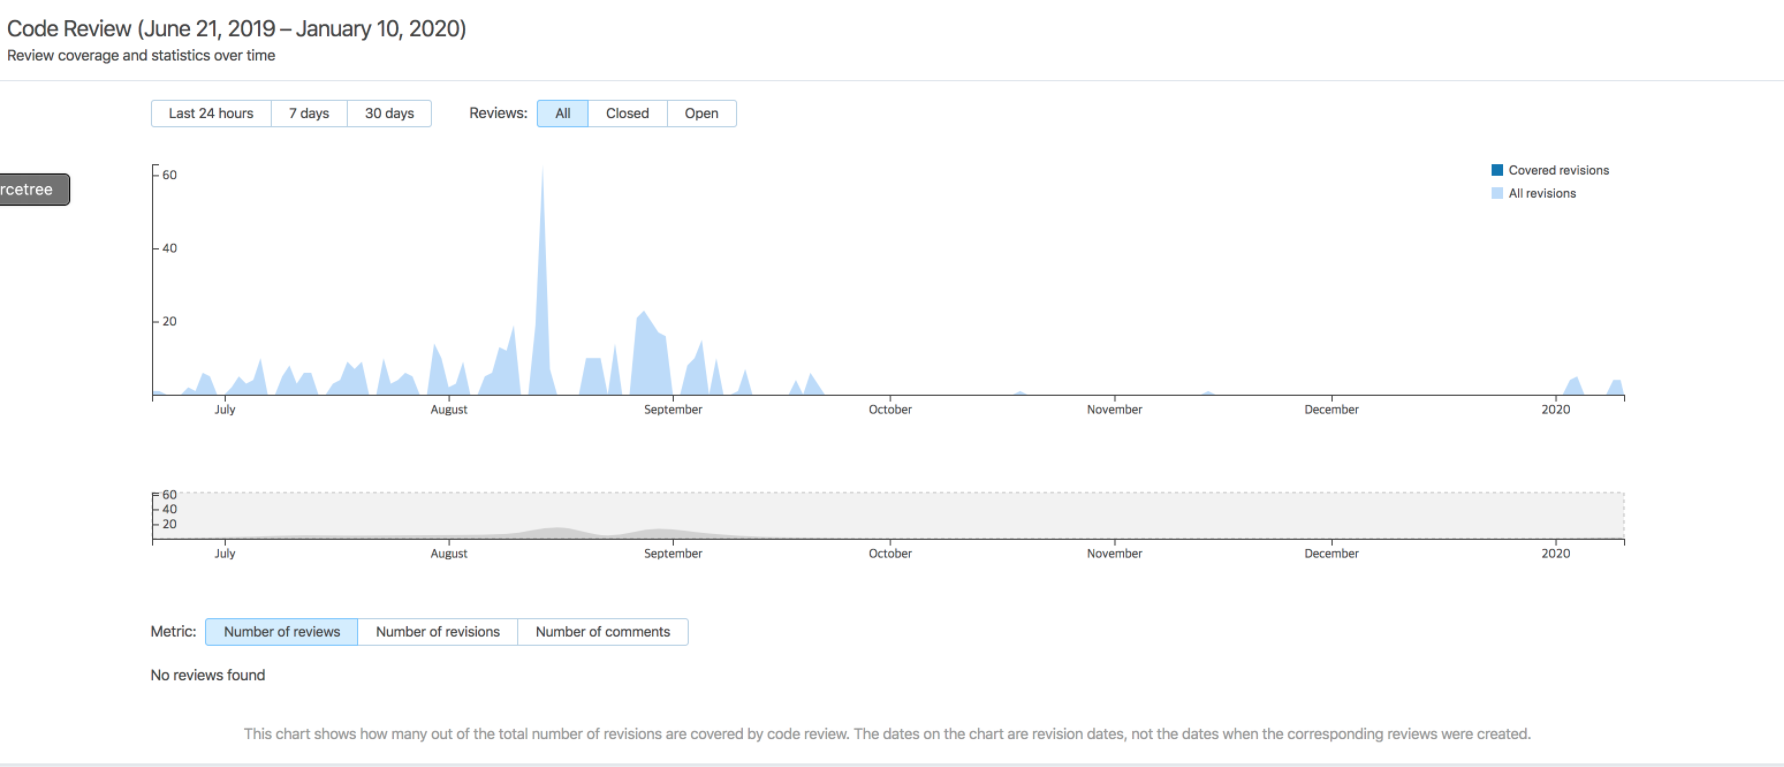 Code Review (June 21, 2019 – January 10, 2020)
Review coverage and statistics over time
Last 24 hours 7 days 30 days Reviews: All Closed Open
rcetree
60
40
20
Covered revisions
All revisions
July August September October November December 2020
60
40
20
July August September October November December 2020
Metric: Number of reviews Number of revisions Number of comments
No reviews found
This chart shows how many out of the total number of revisions are covered by code review. The dates on the chart are revision dates, not the dates when the corresponding reviews were created.